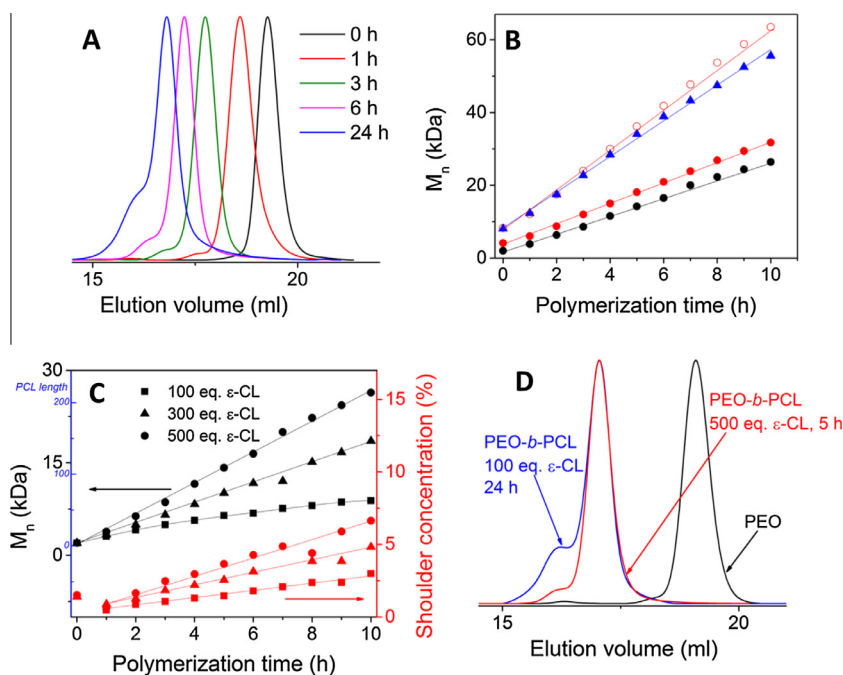 A
0 h
1 h
3 h
6 h
24 h
15
20
Elution volume (ml)
B
Mn (kDa)
60
40
20
0
0 2 4 6 8 10
Polymerization time (h)
C
PCL length
200
100
0
30
15
0
Mn (kDa)
100 eq. ε-CL
300 eq. ε-CL
500 eq. ε-CL
15
10
5
0
Shoulder concentration (%)
0 2 4 6 8 10
Polymerization time (h)
D
PEO-b-PCL
500 eq. ε-CL, 5 h
PEO-b-PCL
100 eq. ε-CL
24 h
PEO
15
20
Elution volume (ml)